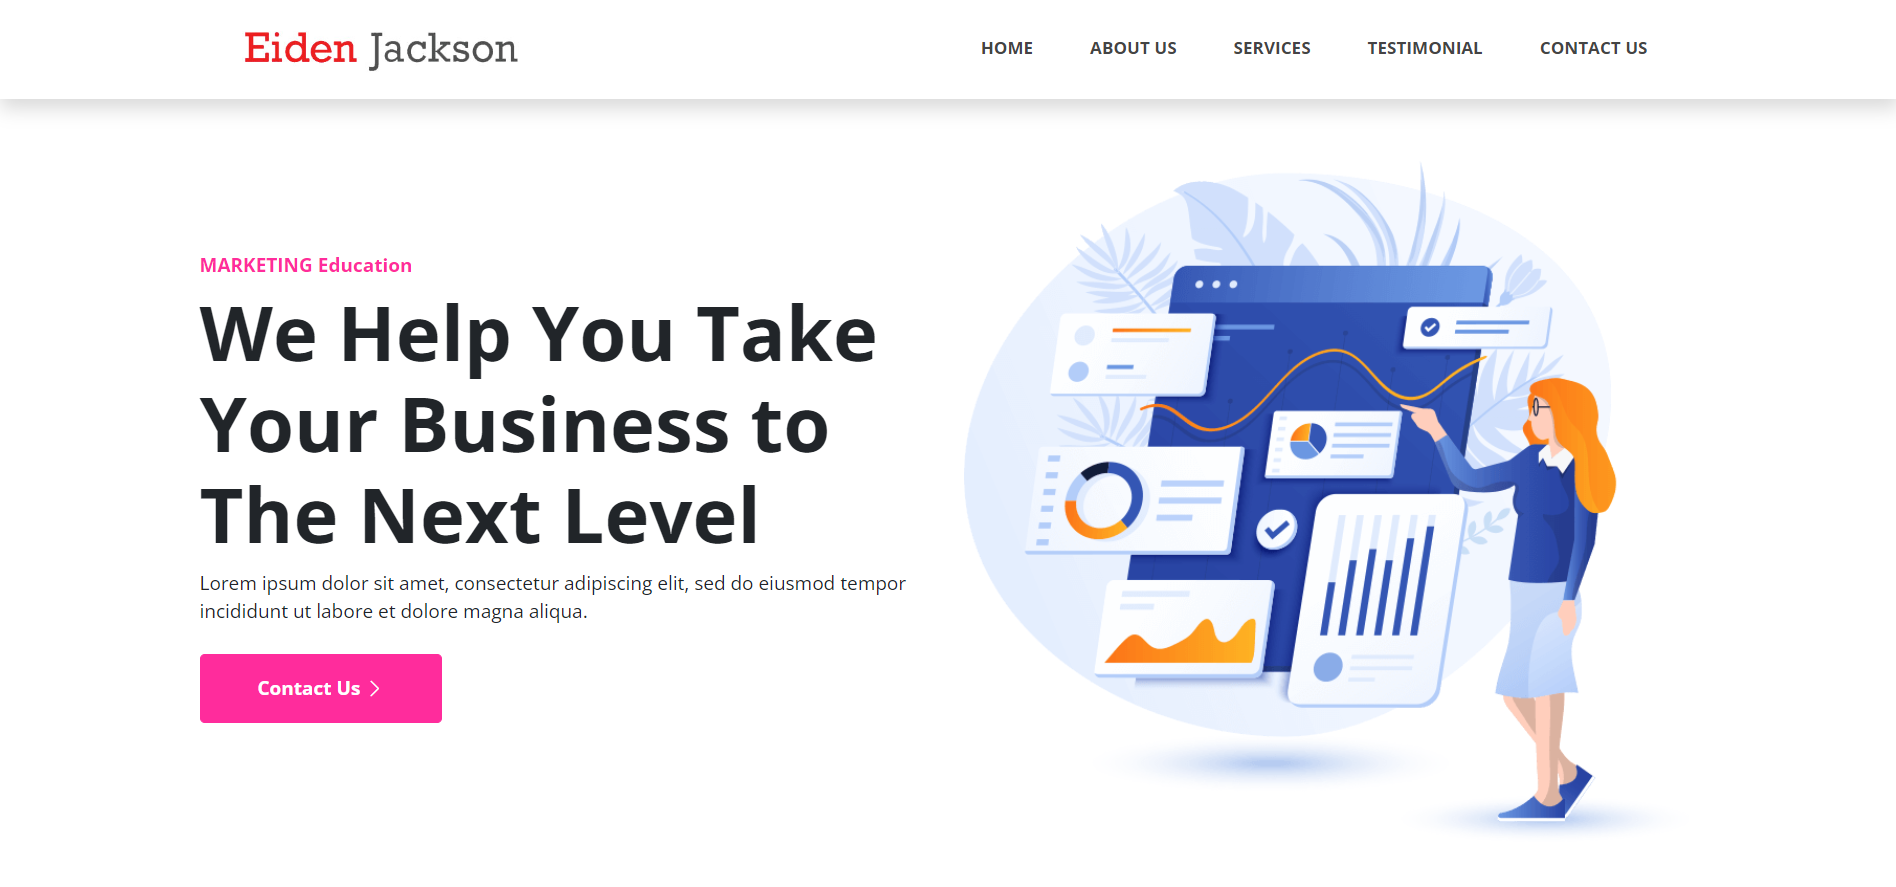 Eiden Jackson
HOME ABOUT US SERVICES TESTIMONIAL CONTACT US
MARKETING Education
We Help You Take
Your Business to
The Next Level
Lorem ipsum dolor sit amet, consectetur adipiscing elit, sed do eiusmod tempor
incididunt ut labore et dolore magna aliqua.
Contact Us